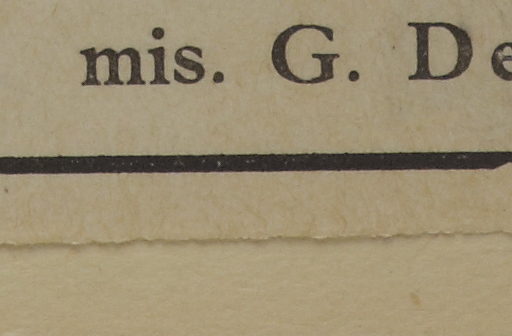 mis. G. De